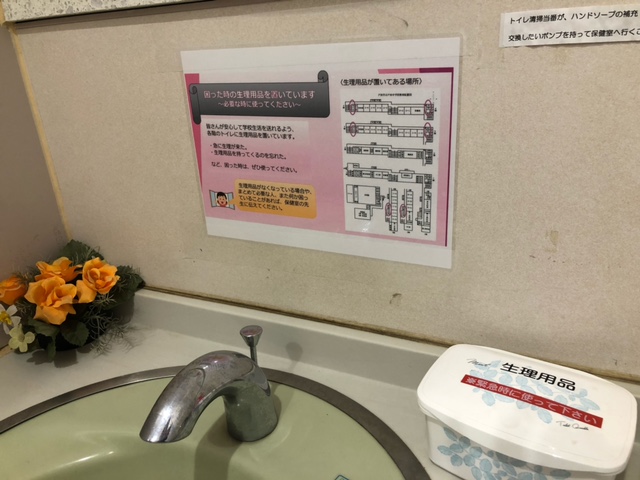 トイレ清掃当番が、ハンドソープの補充
交換したいポンプを持って保健室へ行くこ
困った時の生理用品を置いています
～必要な時に使ってください～
皆さんが安心して学校生活を送れるよう、
各階のトイレに生理用品を置いています。
・急に生理が来た。
・生理用品を持ってくるのを忘れた。
など、困った時は、ぜひ使ってください。
生理用品がなくなっている場合や
まとめて必要な人、また何か困っ
ていることがあれば、保健室の先
生に伝えてください。
〈生理用品が置いてある場所〉
生理用品
※緊急時に使って下さい